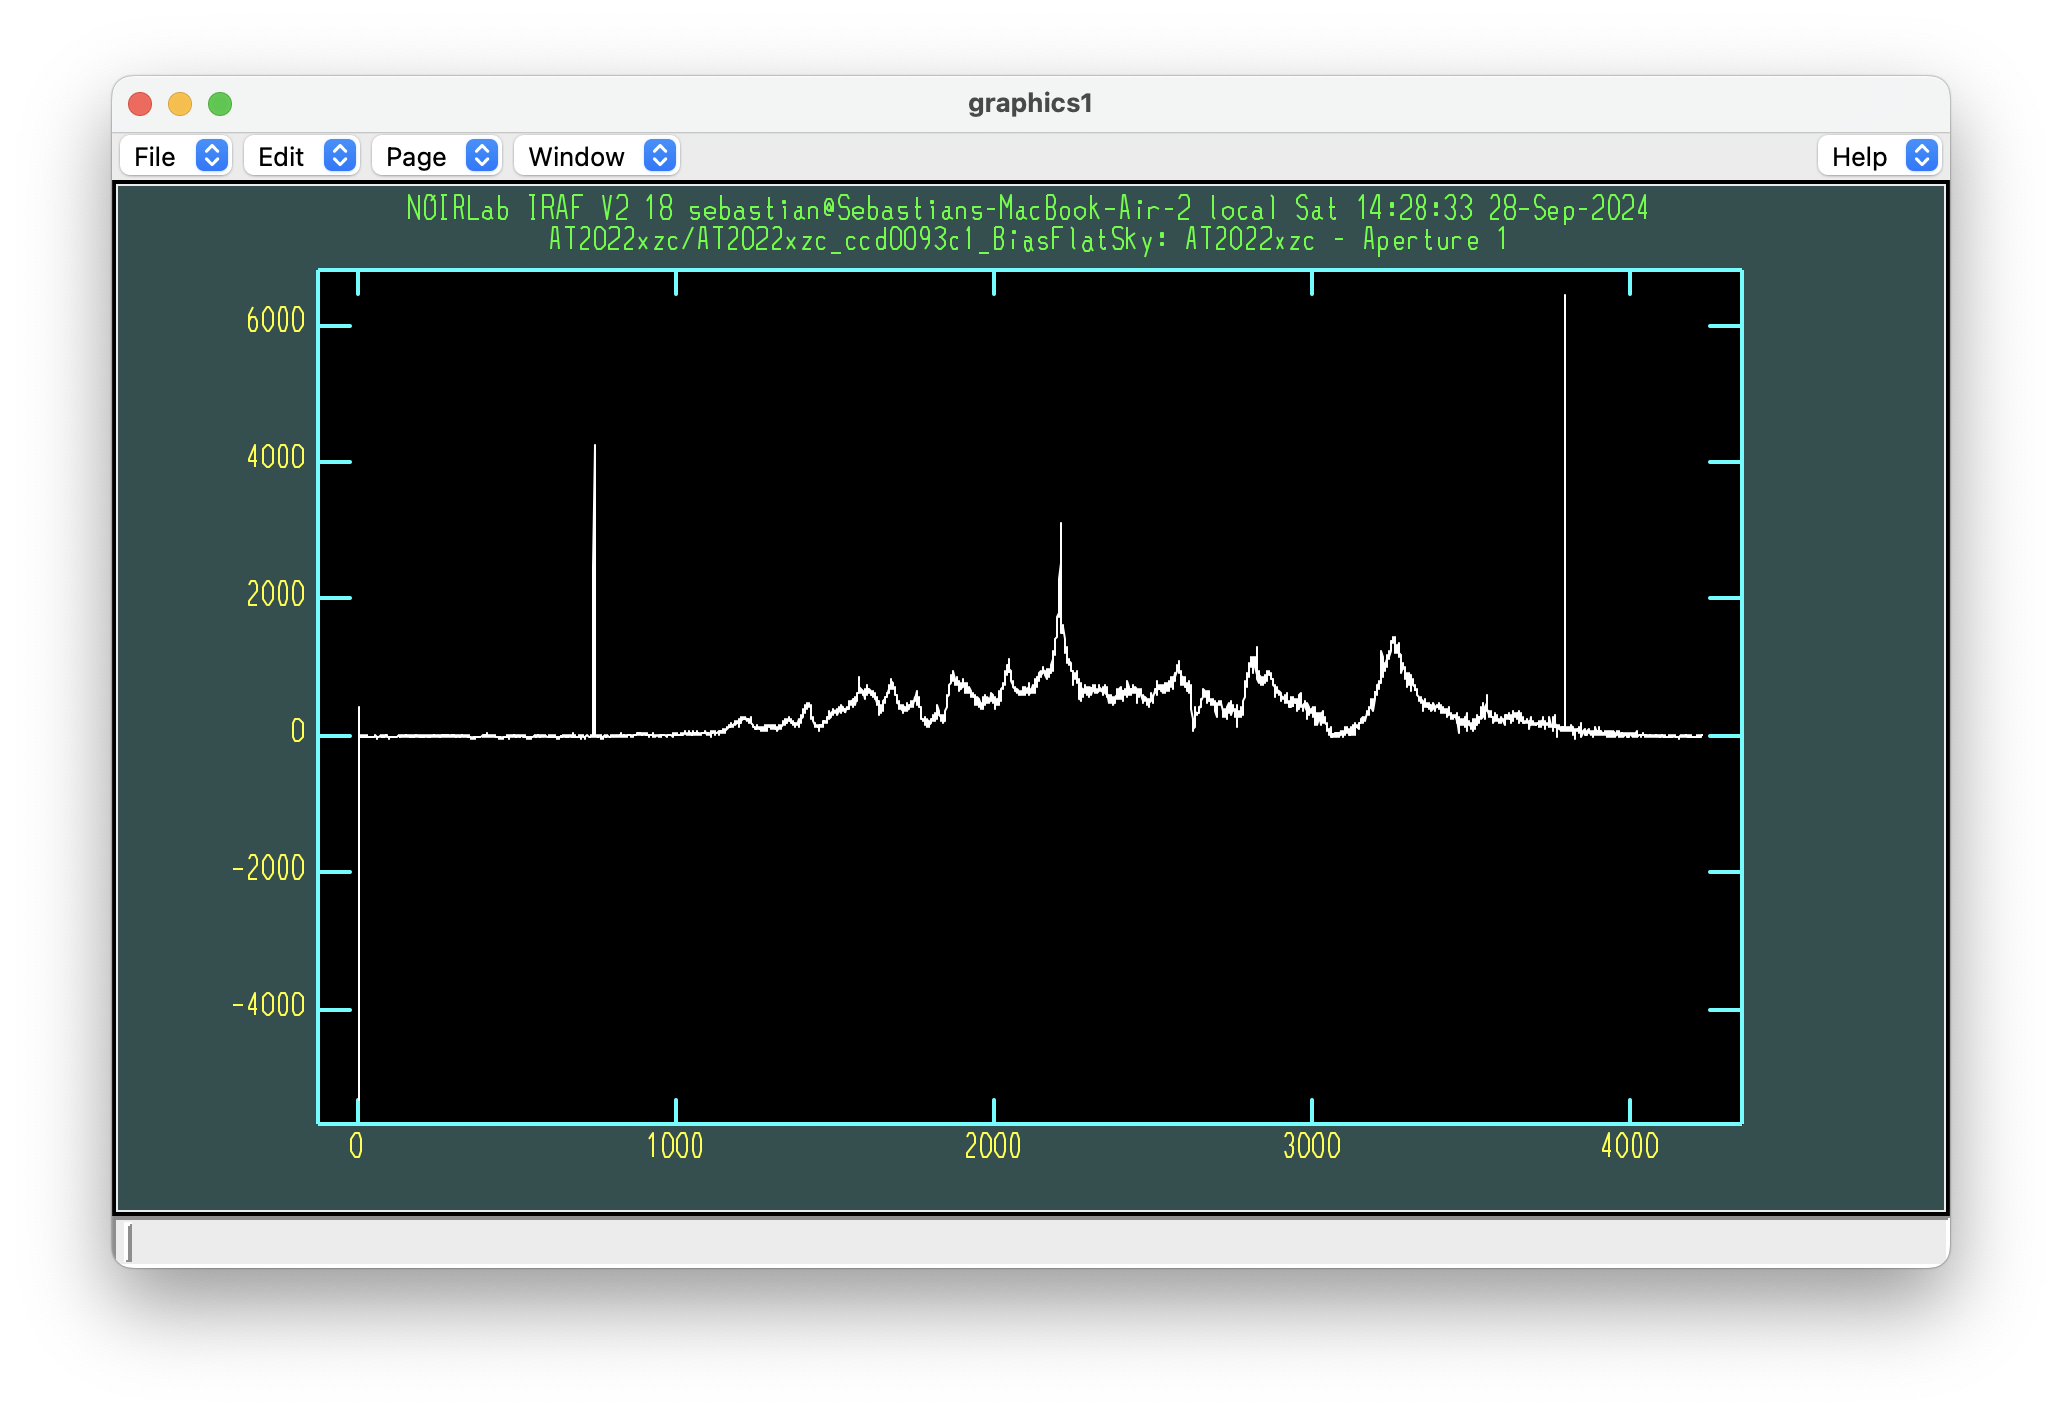 graphics1
File Edit Page Window Help
NOIRLab IRAF V2 18 sebastian@Sebastians-MacBook-Air-2 local Sat 14:28:33 28-Sep-2024
AT2022xzc/AT2022xzc_ccd0093c1_BiasFlatSky: AT2022xzc - Aperture 1
6000
4000
2000
0
-2000
-4000
0 1000 2000 3000 4000